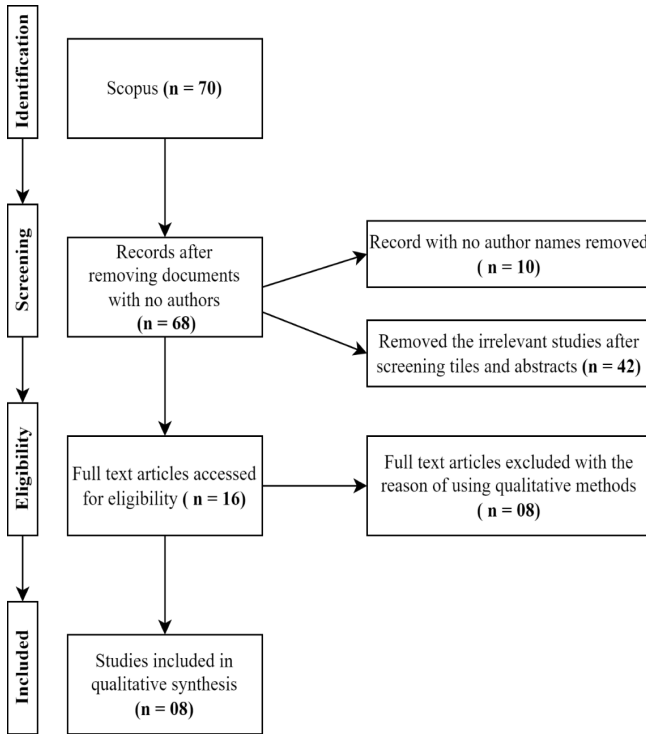 Identification
Scopus (n = 70)
Screening
Records after
removing documents
with no authors
(n = 68)
Record with no author names removed
( n = 10)
Removed the irrelevant studies after
screening tiles and abstracts (n = 42)
Eligibility
Full text articles accessed
for eligibility ( n = 16)
Full text articles excluded with the
reason of using qualitative methods
( n = 08)
Included
Studies included in
qualitative synthesis
(n = 08)